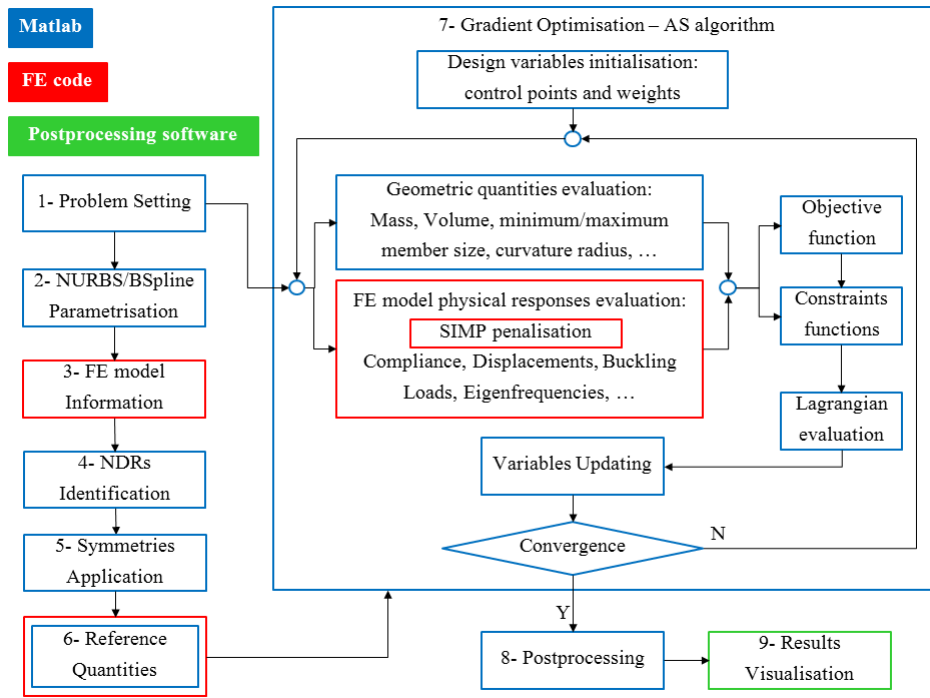 Matlab
FE code
Postprocessing software
1- Problem Setting
2- NURBS/BSpline
Parametrisation
3- FE model
Information
4- NDRs
Identification
5- Symmetries
Application
6- Reference
Quantities
7- Gradient Optimisation – AS algorithm
Design variables initialisation:
control points and weights
Geometric quantities evaluation:
Mass, Volume, minimum/maximum
member size, curvature radius, …
FE model physical responses evaluation:
SIMP penalisation
Compliance, Displacements, Buckling
Loads, Eigenfrequencies, …
Objective
function
Constraints
functions
Lagrangian
evaluation
Variables Updating
Convergence
N
Y
8- Postprocessing
9- Results
Visualisation